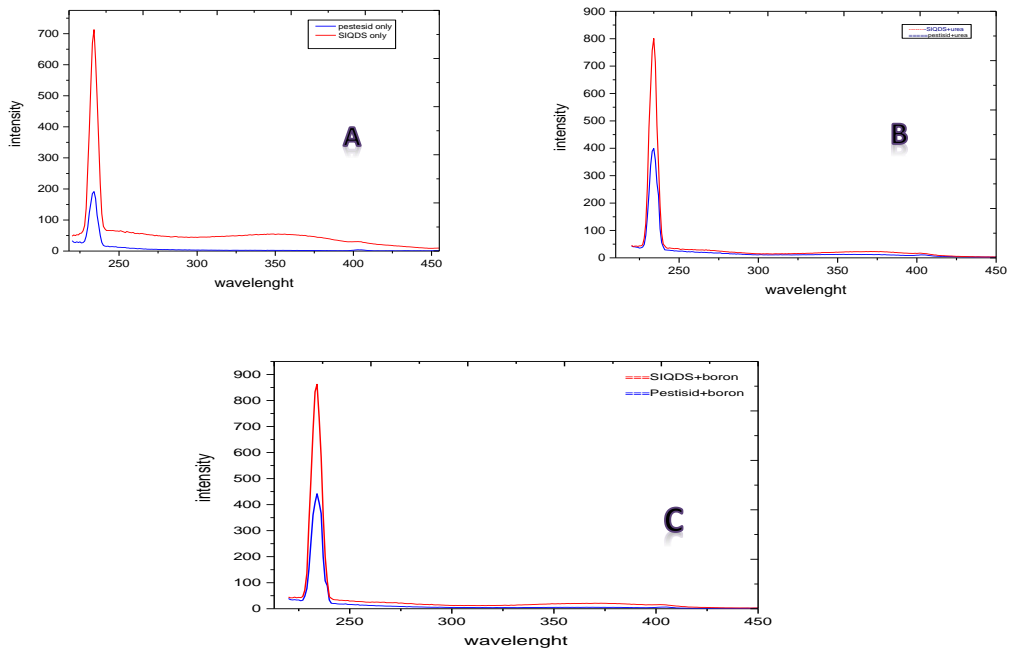 pestesid only
SIQDS only
700
600
500
400
300
200
100
0
intensity
250
300
350
400
450
wavelenght
A
SIQDS+urea
pestisid+urea
900
800
700
600
500
400
300
200
100
0
intensity
250
300
350
400
450
wavelenght
B
===SIQDS+boron
===Pestisid+boron
900
800
700
600
500
400
300
200
100
0
intensity
250
300
350
400
450
wavelenght
C